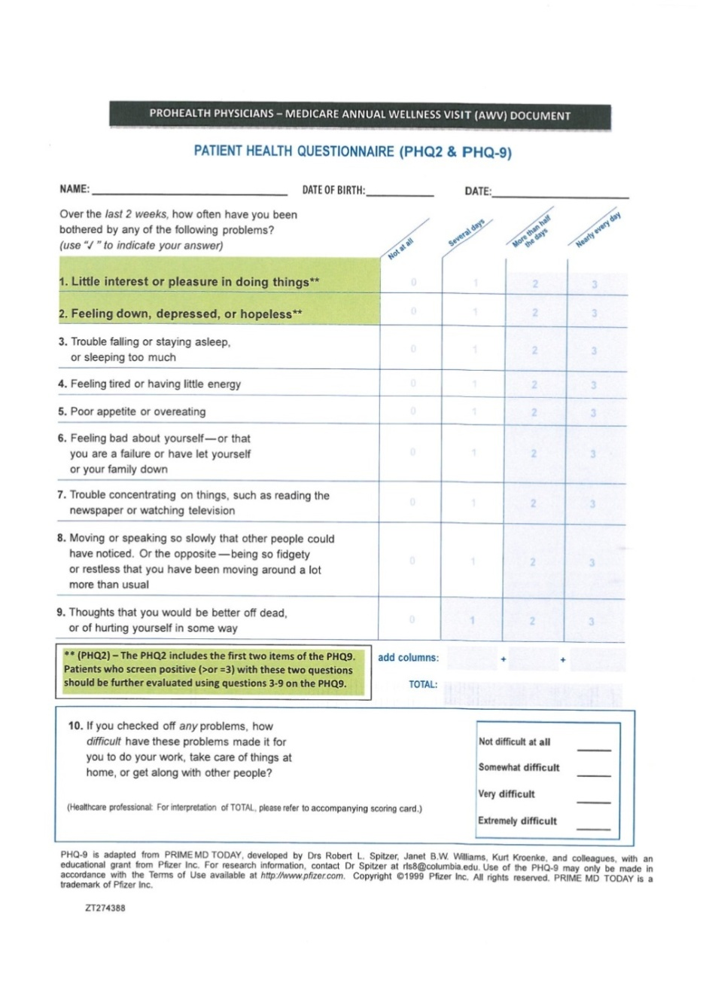 PROHEALTH PHYSICIANS – MEDICARE ANNUAL WELLNESS VISIT (AWV) DOCUMENT
PATIENT HEALTH QUESTIONNAIRE (PHQ2 & PHQ-9)
NAME: DATE OF BIRTH: DATE:
Over the last 2 weeks, how often have you been
bothered by any of the following problems?
(use “√ ” to indicate your answer)
Not at all
Several days
More than half
the days
Nearly every day
1. Little interest or pleasure in doing things** 0 1 2 3
2. Feeling down, depressed, or hopeless** 0 1 2 3
3. Trouble falling or staying asleep,
or sleeping too much 0 1 2 3
4. Feeling tired or having little energy 0 1 2 3
5. Poor appetite or overeating 0 1 2 3
6. Feeling bad about yourself—or that
you are a failure or have let yourself 0 1 2 3
or your family down
7. Trouble concentrating on things, such as reading the
newspaper or watching television 0 1 2 3
8. Moving or speaking so slowly that other people could
have noticed. Or the opposite—being so fidgety
or restless that you have been moving around a lot 0 1 2 3
more than usual
9. Thoughts that you would be better off dead,
or of hurting yourself in some way 0 1 2 3
** (PHQ2) – The PHQ2 includes the first two items of the PHQ9.
Patients who screen positive (>or =3) with these two questions
should be further evaluated using questions 3-9 on the PHQ9.
add columns: + +
TOTAL:
10. If you checked off any problems, how
difficult have these problems made it for
you to do your work, take care of things at
home, or get along with other people?
(Healthcare professional: For interpretation of TOTAL, please refer to accompanying scoring card.)
Not difficult at all
Somewhat difficult
Very difficult
Extremely difficult
PHQ-9 is adapted from PRIME MD TODAY, developed by Drs Robert L. Spitzer, Janet B.W. Williams, Kurt Kroenke, and colleagues, with an
educational grant from Pfizer Inc. For research information, contact Dr Spitzer at rls8@columbia.edu. Use of the PHQ-9 may only be made in
accordance with the Terms of Use available at http://www.pfizer.com. Copyright ©1999 Pfizer Inc. All rights reserved. PRIME MD TODAY is a
trademark of Pfizer Inc.
ZT274388